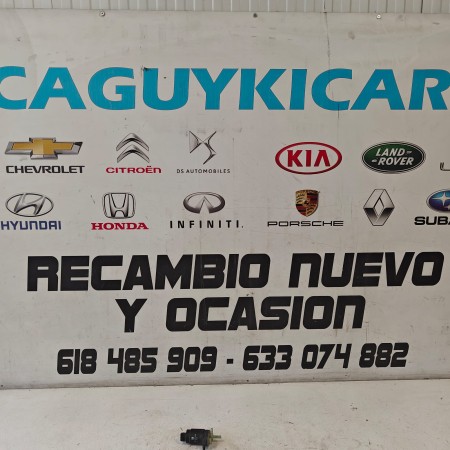 CAGUYKICAR
CHEVROLET
CITROËN
DS AUTOMOBILES
KIA
LAND-
ROVER
HYUNDAI
HONDA
INFINITI
PORSCHE
SUBA
RECAMBIO NUEVO
Y OCASION
618 485 909 - 633 074 882